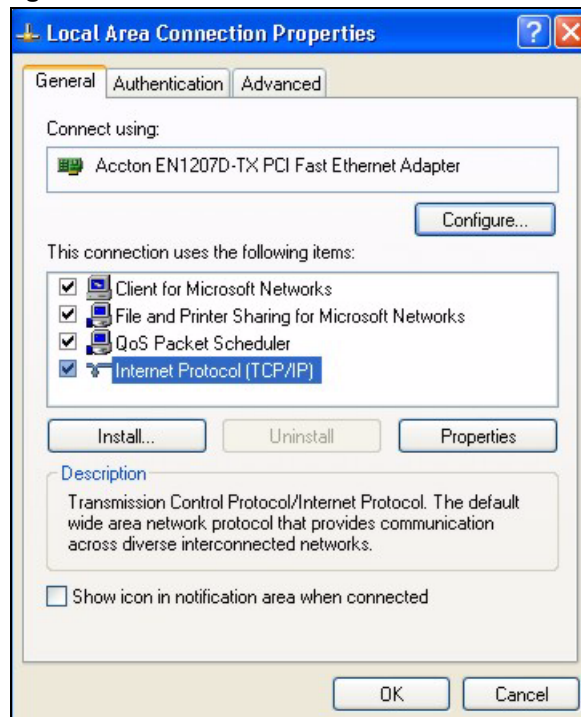 Local Area Connection Properties
General Authentication Advanced
Connect using:
Accton EN1207D-TX PCI Fast Ethernet Adapter
Configure...
This connection uses the following items:
Client for Microsoft Networks
File and Printer Sharing for Microsoft Networks
QoS Packet Scheduler
Internet Protocol (TCP/IP)
Install... Uninstall Properties
Description
Transmission Control Protocol/Internet Protocol. The default
wide area network protocol that provides communication
across diverse interconnected networks.
Show icon in notification area when connected
OK Cancel